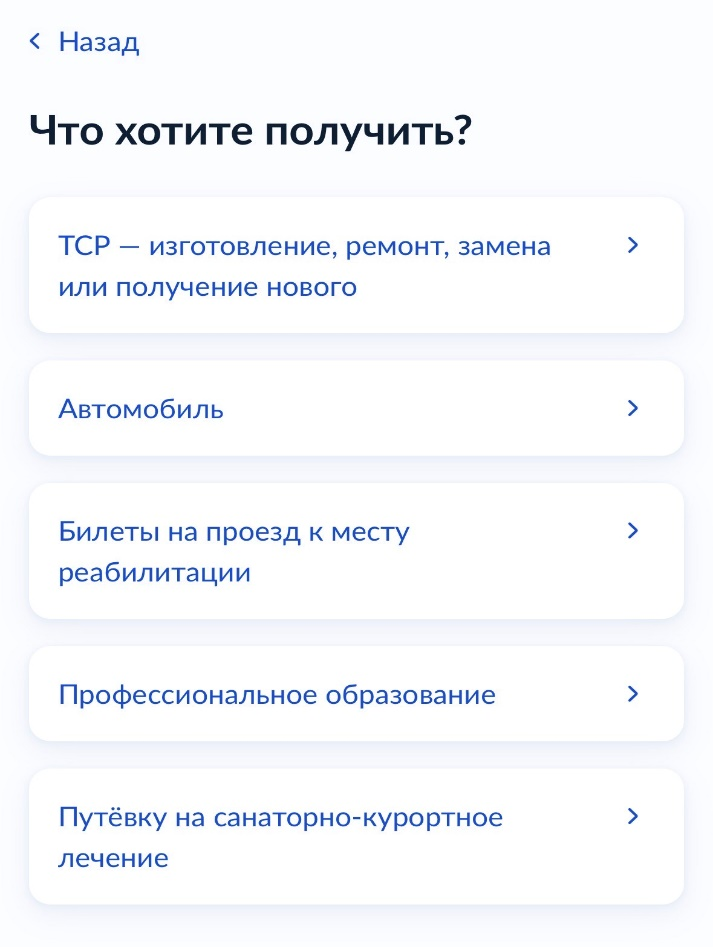 Назад
Что хотите получить?
ТСР — изготовление, ремонт, замена
или получение нового
Автомобиль
Билеты на проезд к месту
реабилитации
Профессиональное образование
Путёвку на санаторно-курортное
лечение